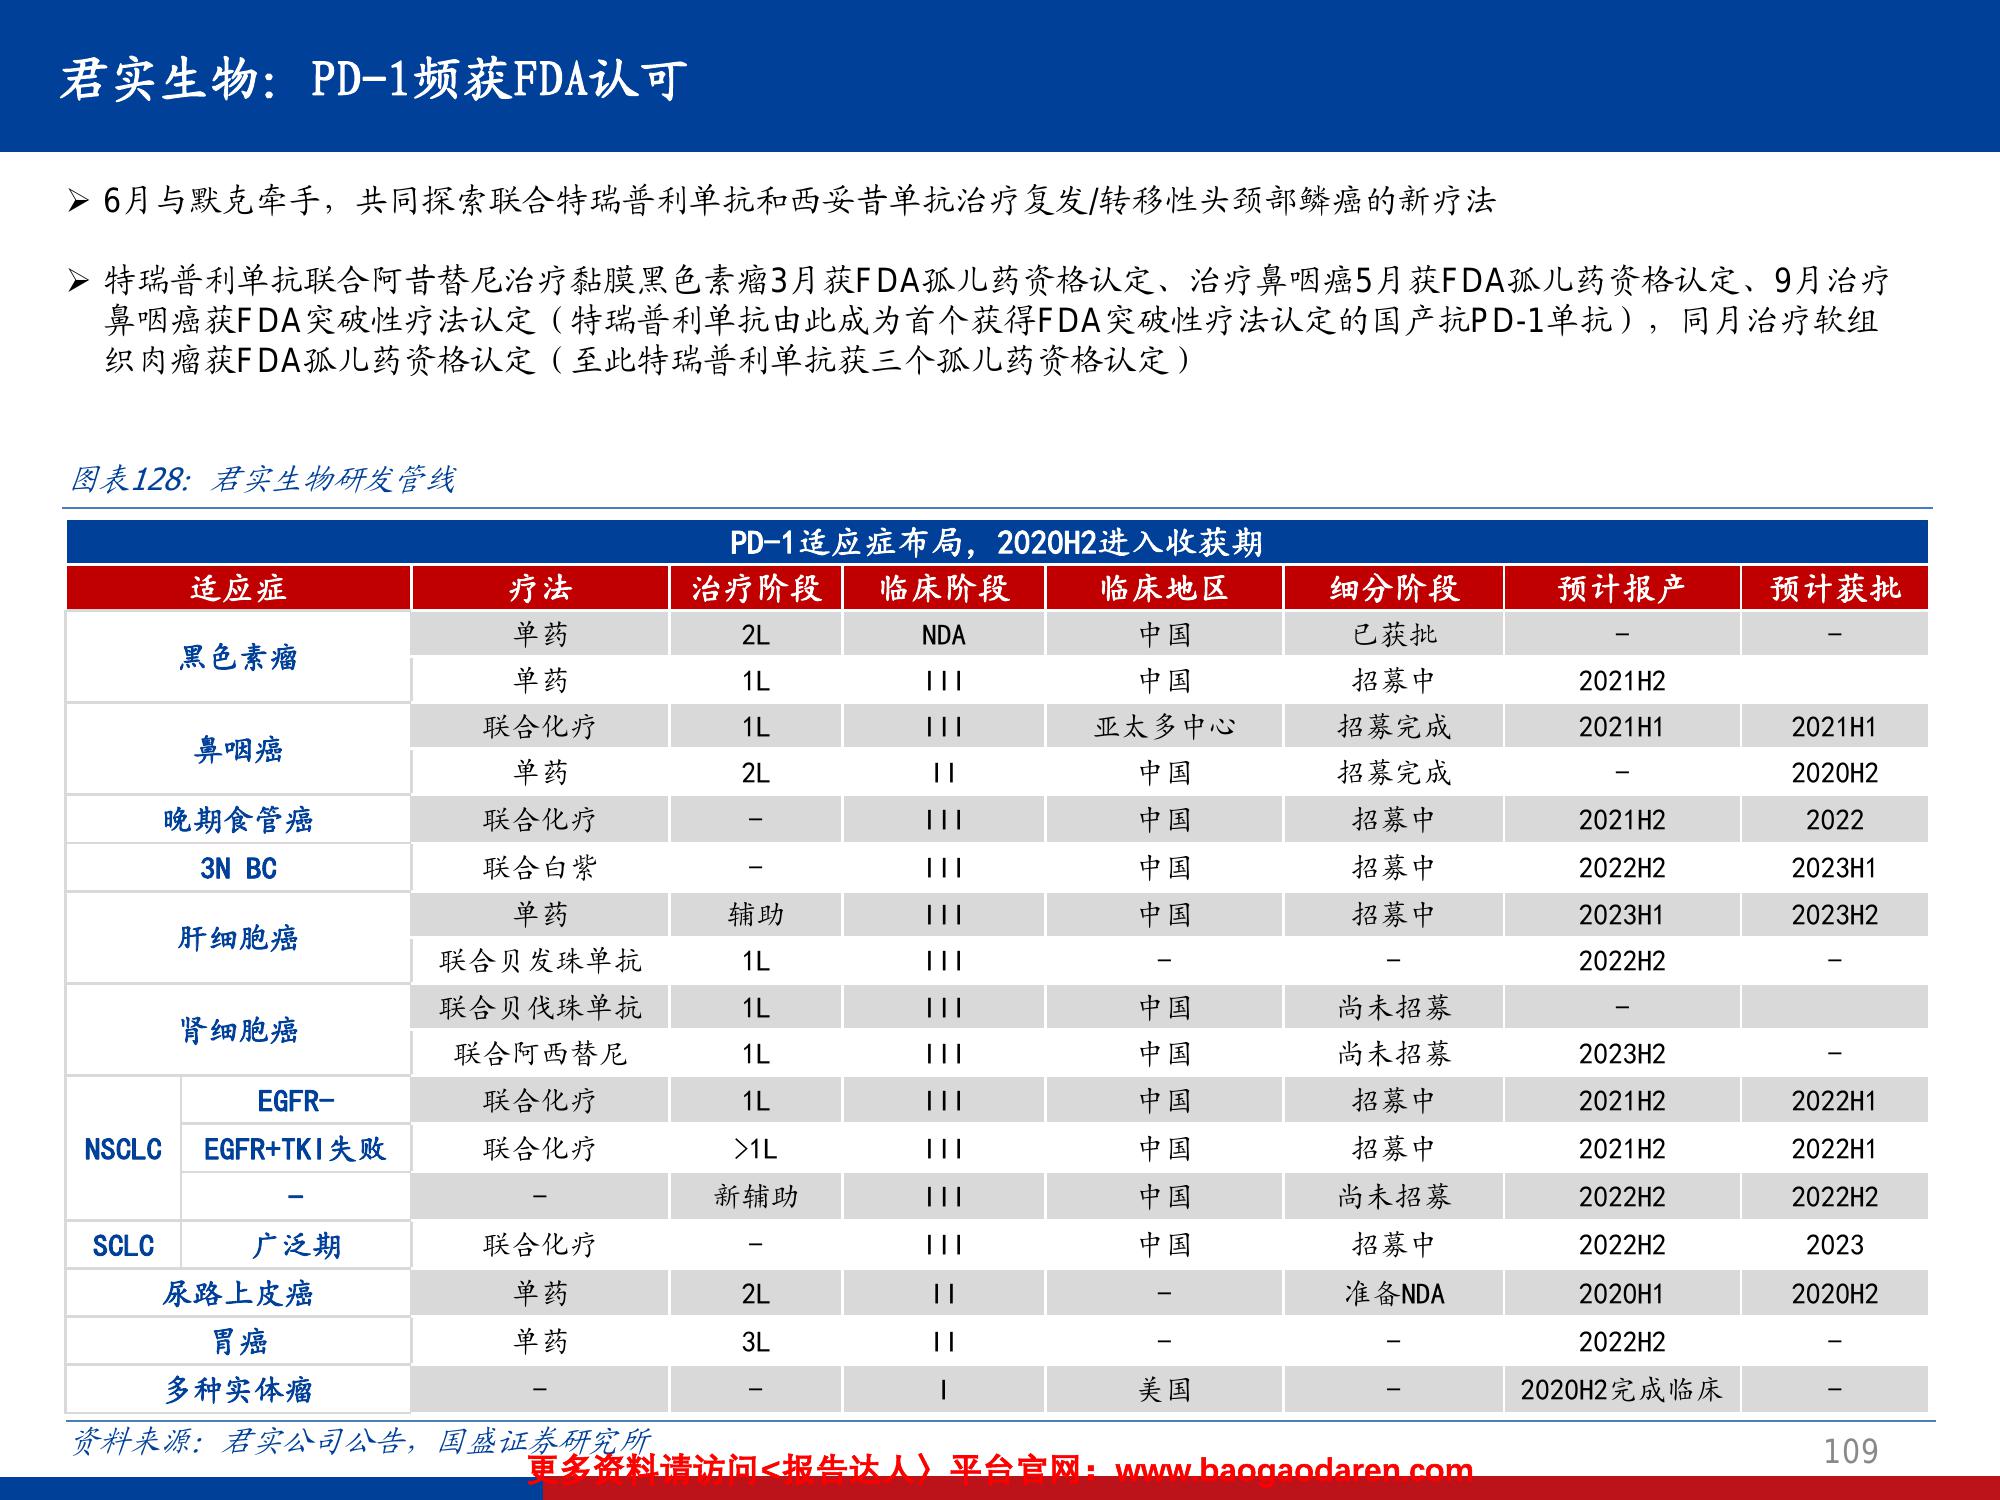 君实生物：PD-1频获FDA认可
➢ 6月与默克牵手，共同探索联合特瑞普利单抗和西妥昔单抗治疗复发/转移性头颈部鳞癌的新疗法
➢ 特瑞普利单抗联合阿昔替尼治疗黏膜黑色素瘤3月获FDA孤儿药资格认定、治疗鼻咽癌5月获FDA孤儿药资格认定、9月治疗
鼻咽癌获FDA突破性疗法认定（特瑞普利单抗由此成为首个获得FDA突破性疗法认定的国产抗PD-1单抗），同月治疗软组
织肉瘤获FDA孤儿药资格认定（至此特瑞普利单抗获三个孤儿药资格认定）
图表128：君实生物研发管线
PD-1适应症布局，2020H2进入收获期
适应症 疗法 治疗阶段 临床阶段 临床地区 细分阶段 预计报产 预计获批
黑色素瘤 单药 2L NDA 中国 已获批 - -
单药 1L III 中国 招募中 2021H2
鼻咽癌 联合化疗 1L III 亚太多中心 招募完成 2021H1 2021H1
单药 2L II 中国 招募完成 - 2020H2
晚期食管癌 联合化疗 - III 中国 招募中 2021H2 2022
3N BC 联合白紫 - III 中国 招募中 2022H2 2023H1
肝细胞癌 单药 辅助 III 中国 招募中 2023H1 2023H2
联合贝发珠单抗 1L III - - 2022H2 -
肾细胞癌 联合贝伐珠单抗 1L III 中国 尚未招募 -
联合阿西替尼 1L III 中国 尚未招募 2023H2 -
NSCLC EGFR- 联合化疗 1L III 中国 招募中 2021H2 2022H1
EGFR+TKI失败 联合化疗 >1L III 中国 招募中 2021H2 2022H1
- - 新辅助 III 中国 尚未招募 2022H2 2022H2
SCLC 广泛期 联合化疗 - III 中国 招募中 2022H2 2023
尿路上皮癌 单药 2L II - 准备NDA 2020H1 2020H2
胃癌 单药 3L II - - 2022H2 -
多种实体瘤 - - I 美国 - 2020H2完成临床 -
资料来源：君实公司公告，国盛证券研究所
109
更多资料请访问<报告达人〉平台官网：www.baogaodaren.com